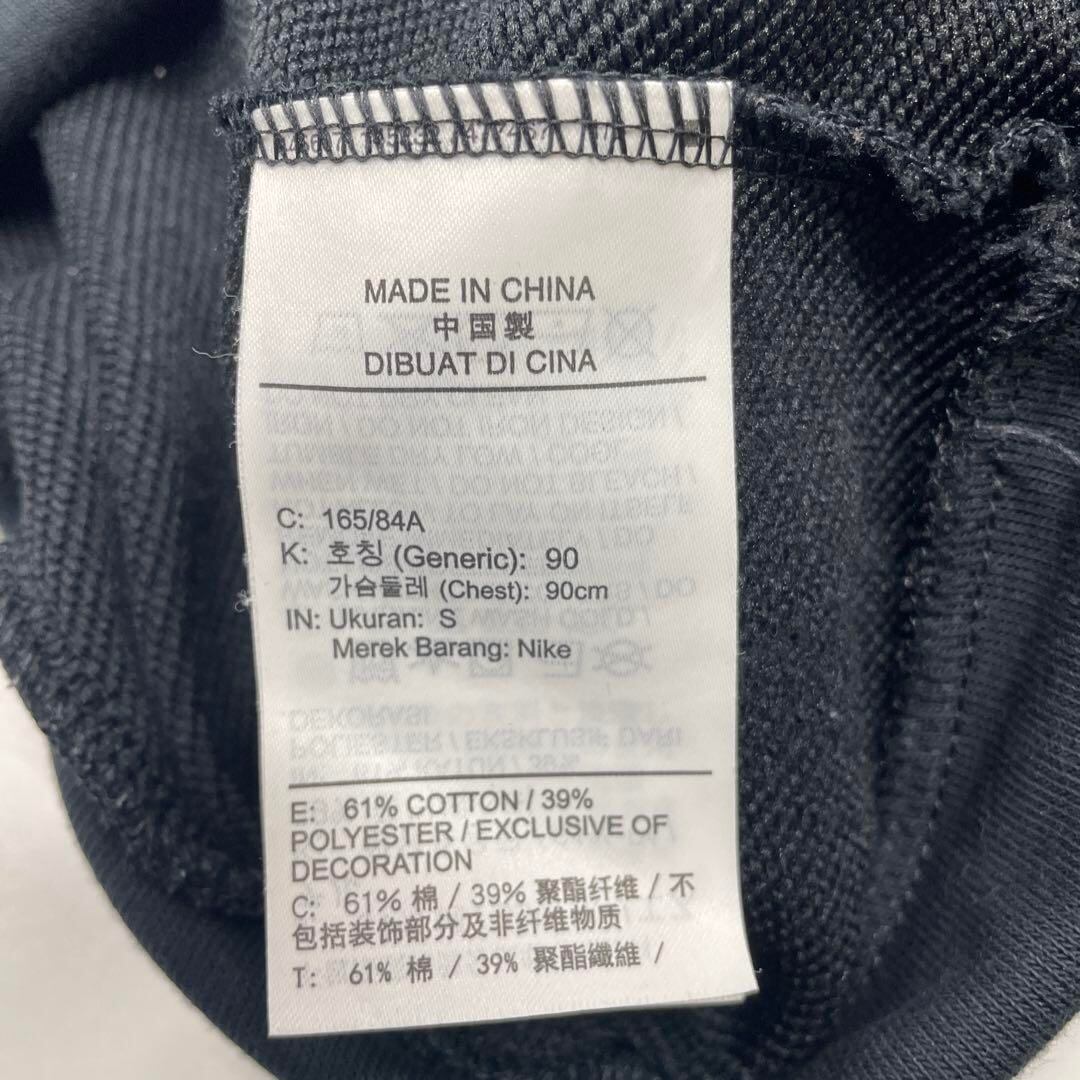 MADE IN CHINA
中国製
DIBUAT DI CINA
C: 165/84A
K: 호칭 (Generic): 90
가슴둘레 (Chest): 90cm
IN: Ukuran: S
Merek Barang: Nike
E: 61% COTTON / 39%
POLYESTER / EXCLUSIVE OF
DECORATION
C: 61% 棉 / 39% 聚酯纤维 / 不
包括装饰部分及非纤维物质
T: 61% 棉 / 39% 聚酯纖維 /